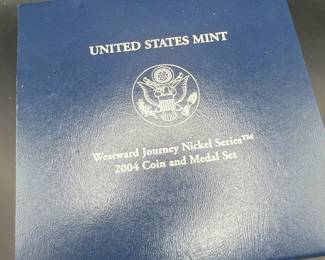 UNITED STATES MINT
Westward Journey Nickel Series™
2004 Coin and Medal Set